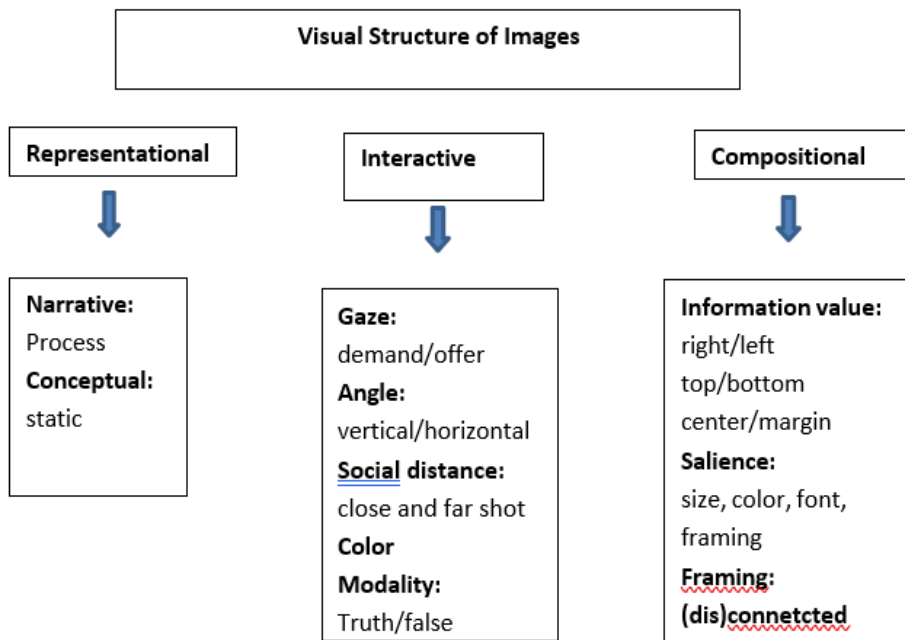 Visual Structure of Images
Representational
Interactive
Compositional
Narrative:
Process
Conceptual:
static
Gaze:
demand/offer
Angle:
vertical/horizontal
Social distance:
close and far shot
Color
Modality:
Truth/false
Information value:
right/left
top/bottom
center/margin
Salience:
size, color, font,
framing
Framing:
(dis)connetcted